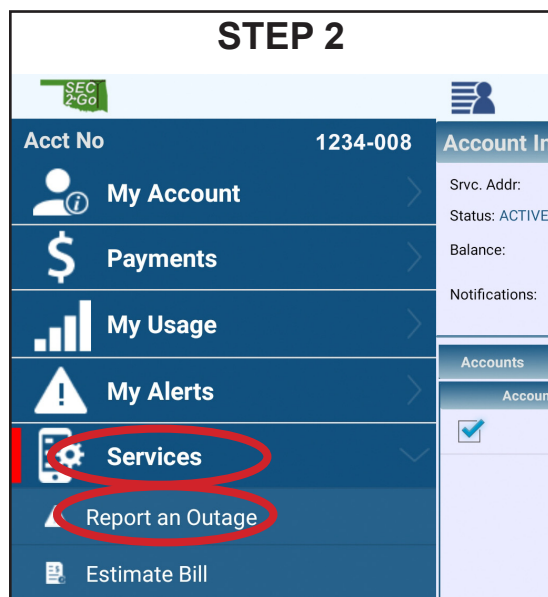 STEP 2
SEC
2-Go
Acct No 1234-008
My Account
Payments
My Usage
My Alerts
Services
Report an Outage
Estimate Bill
Account In
Srvc. Addr:
Status: ACTIVE
Balance:
Notifications:
Accounts
Accoun